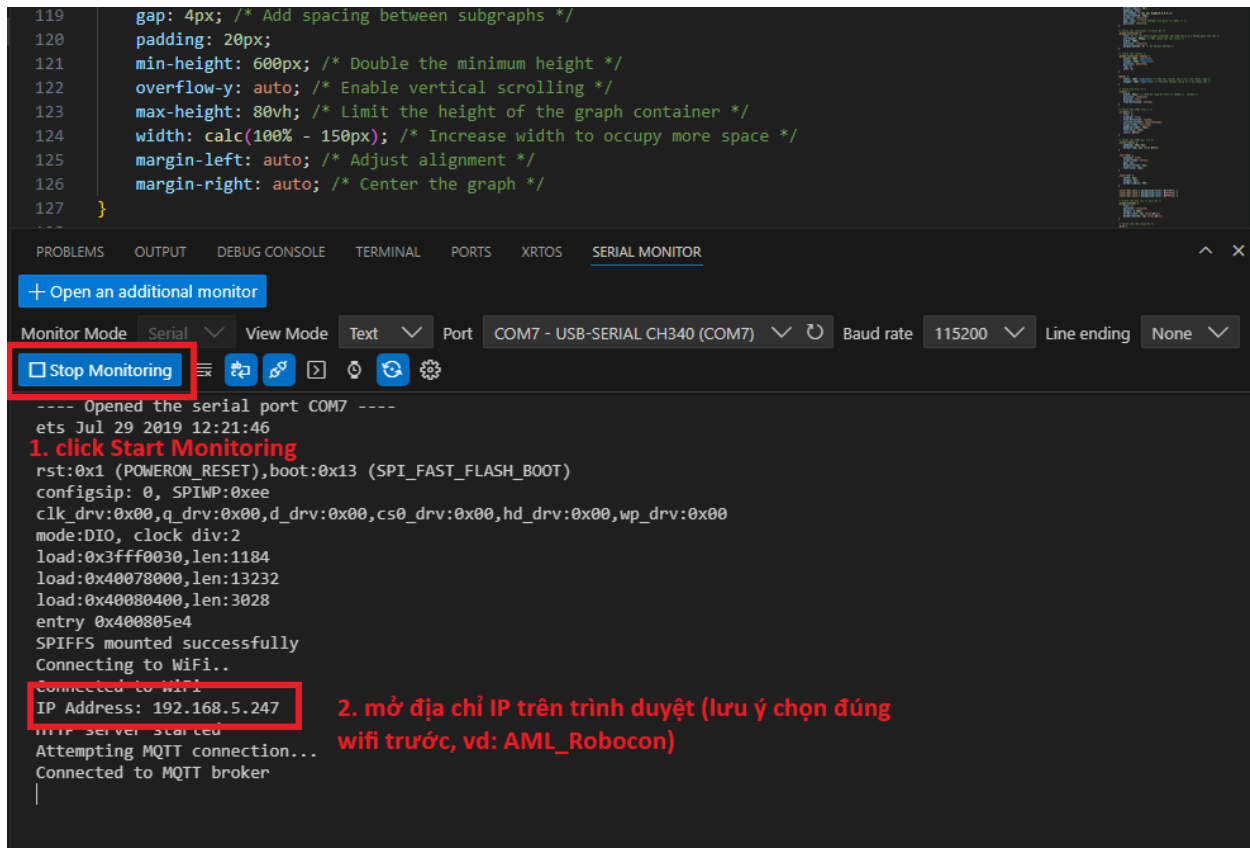 119 gap: 4px; /* Add spacing between subgraphs */
120 padding: 20px;
121 min-height: 600px; /* Double the minimum height */
122 overflow-y: auto; /* Enable vertical scrolling */
123 max-height: 80vh; /* Limit the height of the graph container */
124 width: calc(100% - 150px); /* Increase width to occupy more space */
125 margin-left: auto; /* Adjust alignment */
126 margin-right: auto; /* Center the graph */
127 }
PROBLEMS OUTPUT DEBUG CONSOLE TERMINAL PORTS XRTOS SERIAL MONITOR
+ Open an additional monitor
Monitor Mode Serial View Mode Text Port COM7 - USB-SERIAL CH340 (COM7) Baud rate 115200 Line ending None
Stop Monitoring
---- Opened the serial port COM7 ----
ets Jul 29 2019 12:21:46
1. click Start Monitoring
rst:0x1 (POWERON_RESET),boot:0x13 (SPI_FAST_FLASH_BOOT)
configsip: 0, SPIWP:0xee
clk_drv:0x00,q_drv:0x00,d_drv:0x00,cs0_drv:0x00,hd_drv:0x00,wp_drv:0x00
mode:DIO, clock div:2
load:0x3fff0030,len:1184
load:0x40078000,len:13232
load:0x40080400,len:3028
entry 0x400805e4
SPIFFS mounted successfully
Connecting to WiFi..
Connected to WiFi
IP Address: 192.168.5.247
2. mở địa chỉ IP trên trình duyệt (lưu ý chọn đúng
wifi trước, vd: AML_Robocon)
HTTP server started
Attempting MQTT connection...
Connected to MQTT broker